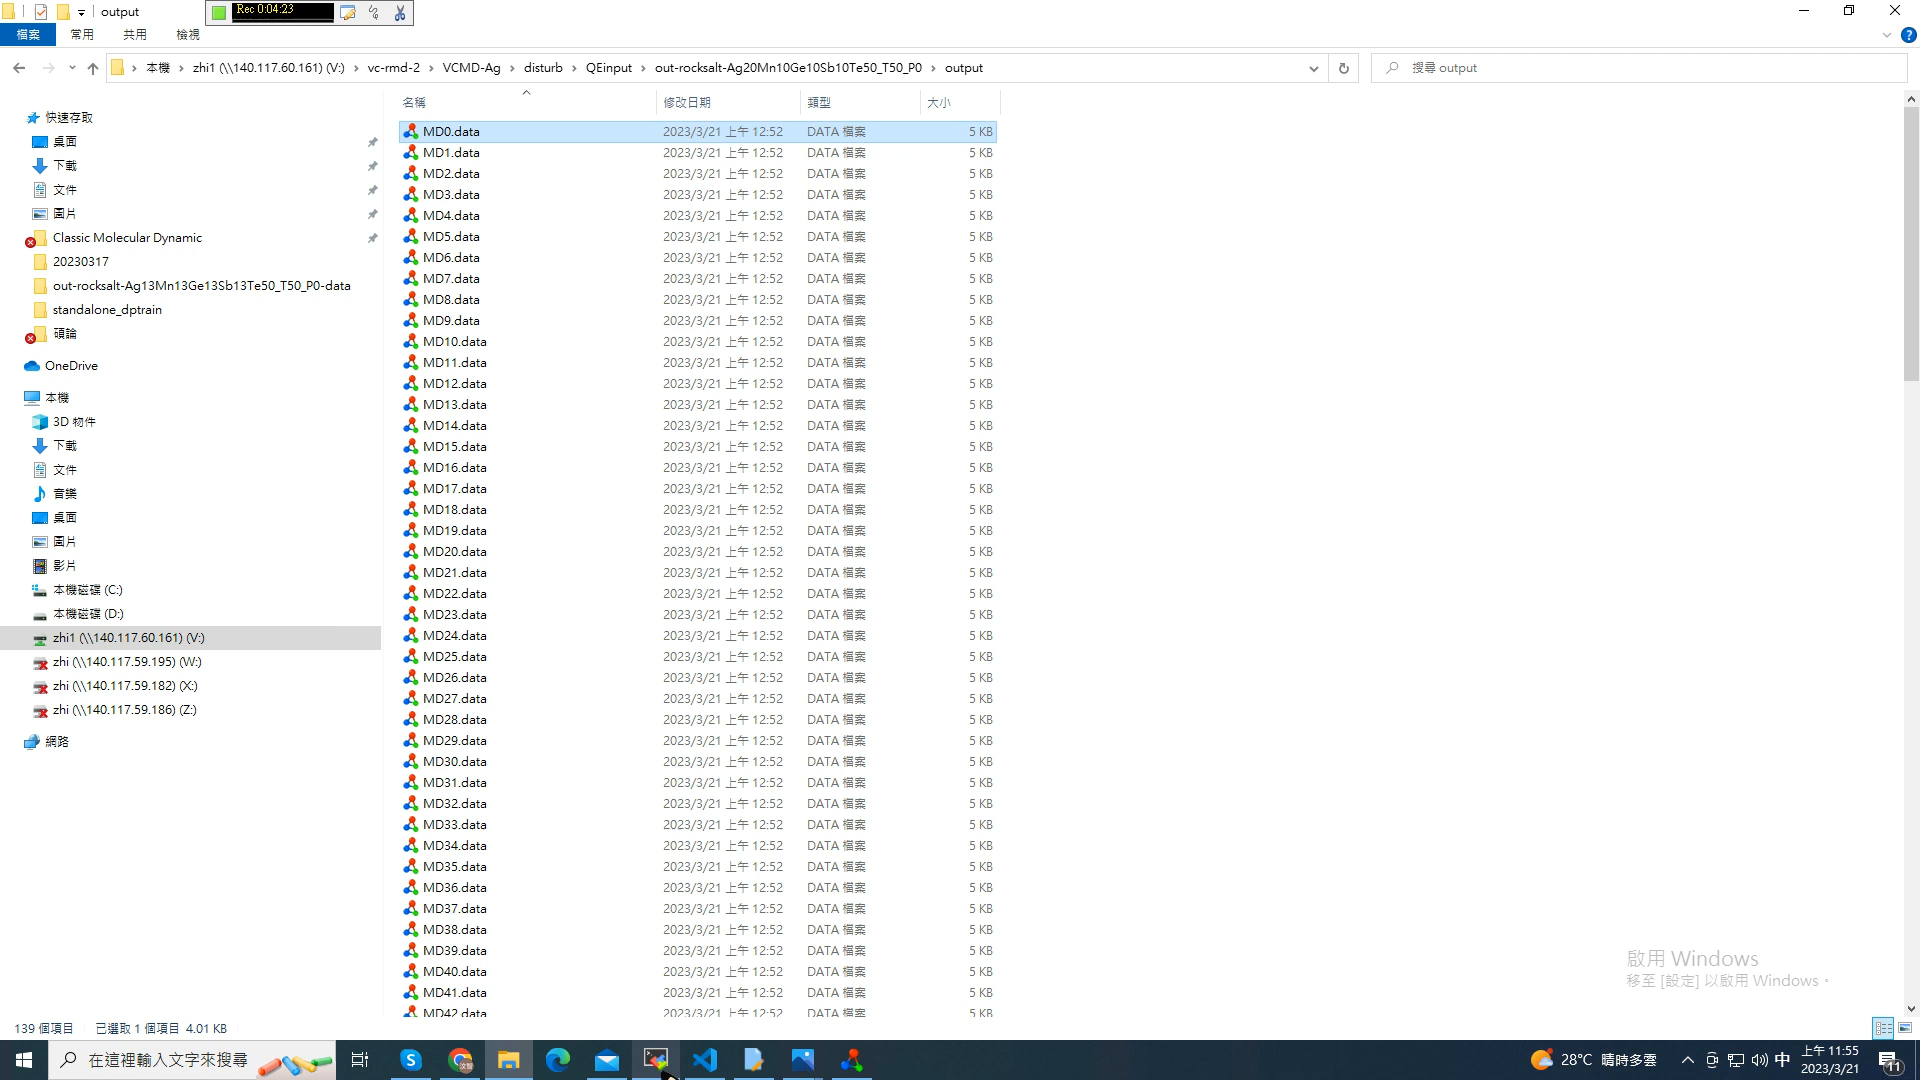 output
Rec 0:04:23
檔案 常用 共用 檢視
本機 zhi1 (\\140.117.60.161) (V:) vc-rmd-2 VCMD-Ag disturb QEinput out-rocksalt-Ag20Mn10Ge10Sb10Te50_T50_P0 output
搜尋 output
名稱 修改日期 類型 大小
快速存取
桌面
下載
文件
圖片
Classic Molecular Dynamic
20230317
out-rocksalt-Ag13Mn13Ge13Sb13Te50_T50_P0-data
standalone_dptrain
碩論
OneDrive
本機
3D 物件
下載
文件
音樂
桌面
圖片
影片
本機磁碟 (C:)
本機磁碟 (D:)
zhi1 (\\140.117.60.161) (V:)
zhi (\\140.117.59.195) (W:)
zhi (\\140.117.59.182) (X:)
zhi (\\140.117.59.186) (Z:)
網路
MD0.data 2023/3/21 上午 12:52 DATA 檔案 5 KB
MD1.data 2023/3/21 上午 12:52 DATA 檔案 5 KB
MD2.data 2023/3/21 上午 12:52 DATA 檔案 5 KB
MD3.data 2023/3/21 上午 12:52 DATA 檔案 5 KB
MD4.data 2023/3/21 上午 12:52 DATA 檔案 5 KB
MD5.data 2023/3/21 上午 12:52 DATA 檔案 5 KB
MD6.data 2023/3/21 上午 12:52 DATA 檔案 5 KB
MD7.data 2023/3/21 上午 12:52 DATA 檔案 5 KB
MD8.data 2023/3/21 上午 12:52 DATA 檔案 5 KB
MD9.data 2023/3/21 上午 12:52 DATA 檔案 5 KB
MD10.data 2023/3/21 上午 12:52 DATA 檔案 5 KB
MD11.data 2023/3/21 上午 12:52 DATA 檔案 5 KB
MD12.data 2023/3/21 上午 12:52 DATA 檔案 5 KB
MD13.data 2023/3/21 上午 12:52 DATA 檔案 5 KB
MD14.data 2023/3/21 上午 12:52 DATA 檔案 5 KB
MD15.data 2023/3/21 上午 12:52 DATA 檔案 5 KB
MD16.data 2023/3/21 上午 12:52 DATA 檔案 5 KB
MD17.data 2023/3/21 上午 12:52 DATA 檔案 5 KB
MD18.data 2023/3/21 上午 12:52 DATA 檔案 5 KB
MD19.data 2023/3/21 上午 12:52 DATA 檔案 5 KB
MD20.data 2023/3/21 上午 12:52 DATA 檔案 5 KB
MD21.data 2023/3/21 上午 12:52 DATA 檔案 5 KB
MD22.data 2023/3/21 上午 12:52 DATA 檔案 5 KB
MD23.data 2023/3/21 上午 12:52 DATA 檔案 5 KB
MD24.data 2023/3/21 上午 12:52 DATA 檔案 5 KB
MD25.data 2023/3/21 上午 12:52 DATA 檔案 5 KB
MD26.data 2023/3/21 上午 12:52 DATA 檔案 5 KB
MD27.data 2023/3/21 上午 12:52 DATA 檔案 5 KB
MD28.data 2023/3/21 上午 12:52 DATA 檔案 5 KB
MD29.data 2023/3/21 上午 12:52 DATA 檔案 5 KB
MD30.data 2023/3/21 上午 12:52 DATA 檔案 5 KB
MD31.data 2023/3/21 上午 12:52 DATA 檔案 5 KB
MD32.data 2023/3/21 上午 12:52 DATA 檔案 5 KB
MD33.data 2023/3/21 上午 12:52 DATA 檔案 5 KB
MD34.data 2023/3/21 上午 12:52 DATA 檔案 5 KB
MD35.data 2023/3/21 上午 12:52 DATA 檔案 5 KB
MD36.data 2023/3/21 上午 12:52 DATA 檔案 5 KB
MD37.data 2023/3/21 上午 12:52 DATA 檔案 5 KB
MD38.data 2023/3/21 上午 12:52 DATA 檔案 5 KB
MD39.data 2023/3/21 上午 12:52 DATA 檔案 5 KB
MD40.data 2023/3/21 上午 12:52 DATA 檔案 5 KB
MD41.data 2023/3/21 上午 12:52 DATA 檔案 5 KB
MD42.data 2023/3/21 上午 12:52 DATA 檔案 5 KB
啟用 Windows
移至 [設定] 以啟用 Windows。
139 個項目 已選取 1 個項目 4.01 KB
在這裡輸入文字來搜尋
28°C 晴時多雲
中
上午 11:55
2023/3/21
11